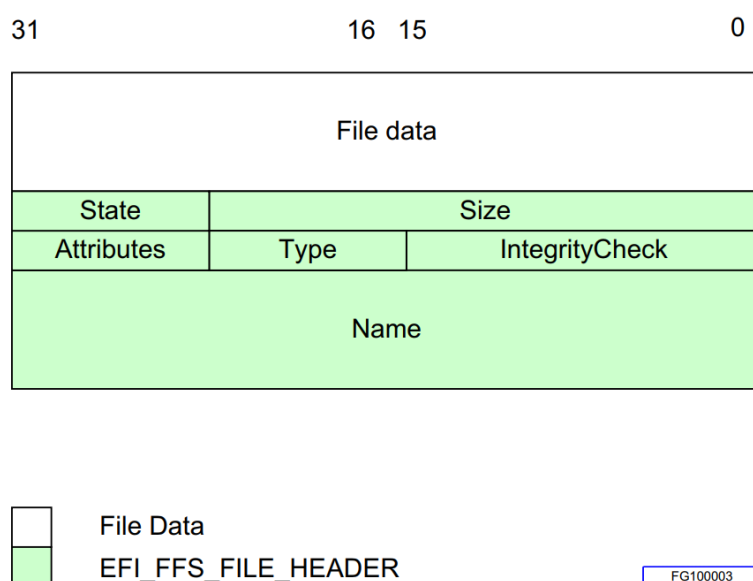 31 16 15 0
File data
State Size
Attributes Type IntegrityCheck
Name
File Data
EFI_FFS_FILE_HEADER
FG100003